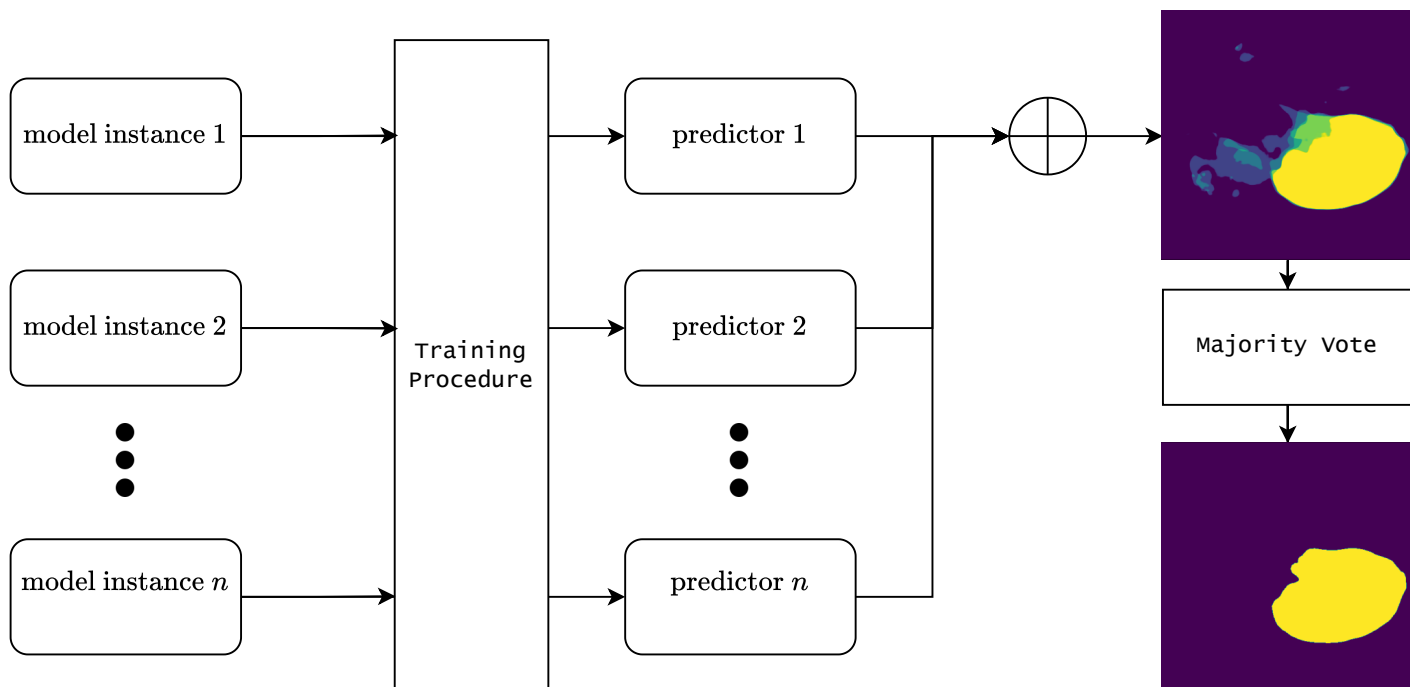 model instance 1
predictor 1
model instance 2
predictor 2
Training
Procedure
Majority Vote
model instance n
predictor n